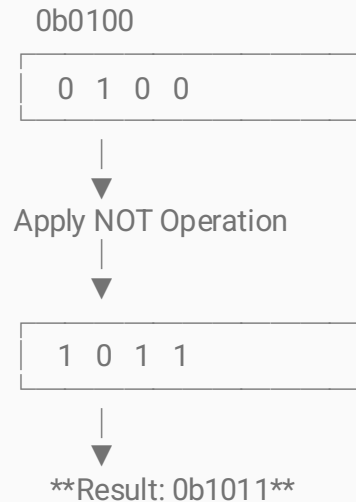 0b0100
0 1 0 0
Apply NOT Operation
1 0 1 1
**Result: 0b1011**